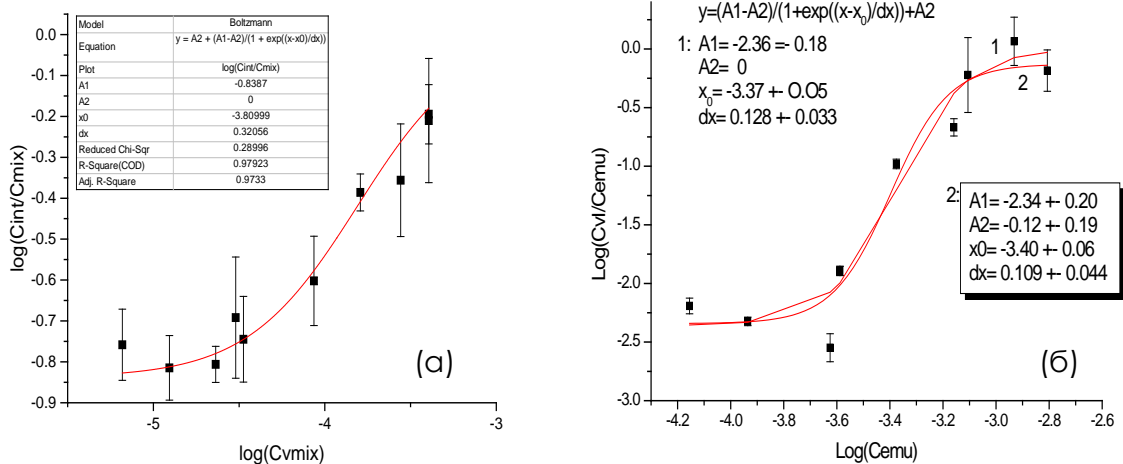 Model Boltzmann
Equation y = A2 + (A1-A2)/(1 + exp((x-x0)/dx))
Plot log(Cint/Cmix)
A1 -0.8387
A2 0
x0 -3.80999
dx 0.32056
Reduced Chi-Sqr 0.28996
R-Square(COD) 0.97923
Adj. R-Square 0.9733
0.0
-0.1
-0.2
-0.3
-0.4
-0.5
-0.6
-0.7
-0.8
-0.9
log(Cint/Cmix)
(а)
-5 -4 -3
log(Cvmix)
y=(A1-A2)/(1+exp((x-x0)/dx))+A2
1: A1= -2.36 =- 0.18
A2= 0
x0= -3.37 +- 0.05
dx= 0.128 +- 0.033
1
2
2: A1= -2.34 +- 0.20
A2= -0.12 +- 0.19
x0= -3.40 +- 0.06
dx= 0.109 +- 0.044
0.0
-0.5
-1.0
-1.5
-2.0
-2.5
-3.0
Log(Cvl/Cemu)
(б)
-4.2 -3.9 -3.6 -3.3 -3.0 -2.8 -2.6
Log(Cemu)